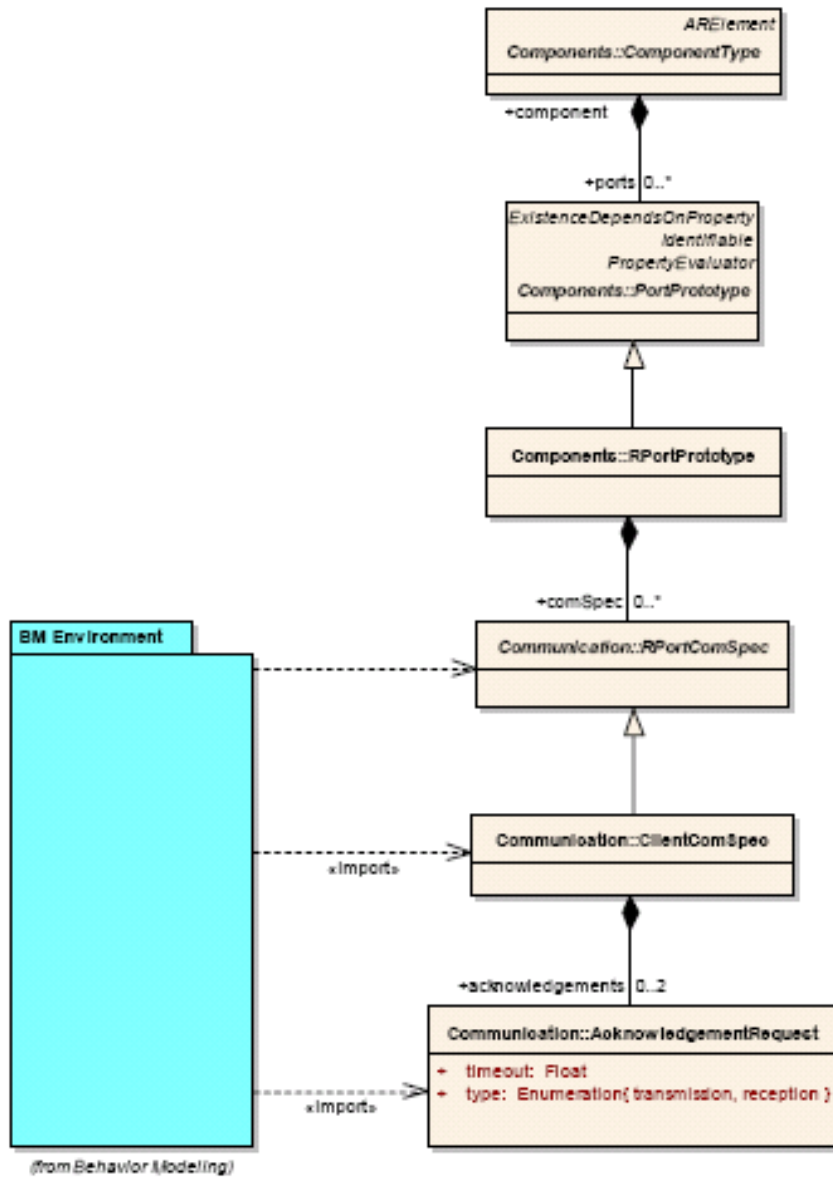 ARElement
Components::ComponentType
+component
+ports 0..*
ExistenceDependsOnProperty
Identifiable
PropertyEvaluator
Components::PortPrototype
Components::RPortPrototype
+comSpec 0..*
BM Environment
Communication::RPortComSpec
Communication::ClientComSpec
«import»
+acknowledgements 0..2
Communication::AcknowledgementRequest
+ timeout: Float
+ type: Enumeration{ transmission, reception }
«import»
(from Behavior Modeling)